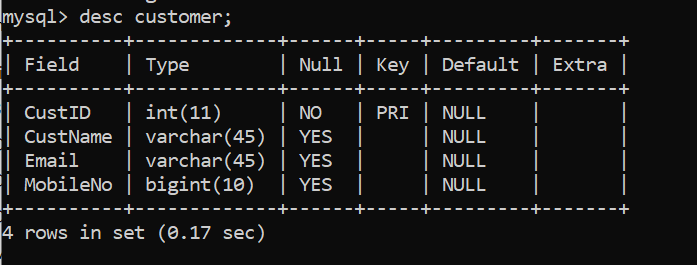 mysql> desc customer;
+----------+-------------+------+-----+---------+-------+
| Field    | Type        | Null | Key | Default | Extra |
+----------+-------------+------+-----+---------+-------+
| CustID   | int(11)     | NO   | PRI | NULL    |       |
| CustName | varchar(45) | YES  |     | NULL    |       |
| Email    | varchar(45) | YES  |     | NULL    |       |
| MobileNo | bigint(10)  | YES  |     | NULL    |       |
+----------+-------------+------+-----+---------+-------+
4 rows in set (0.17 sec)